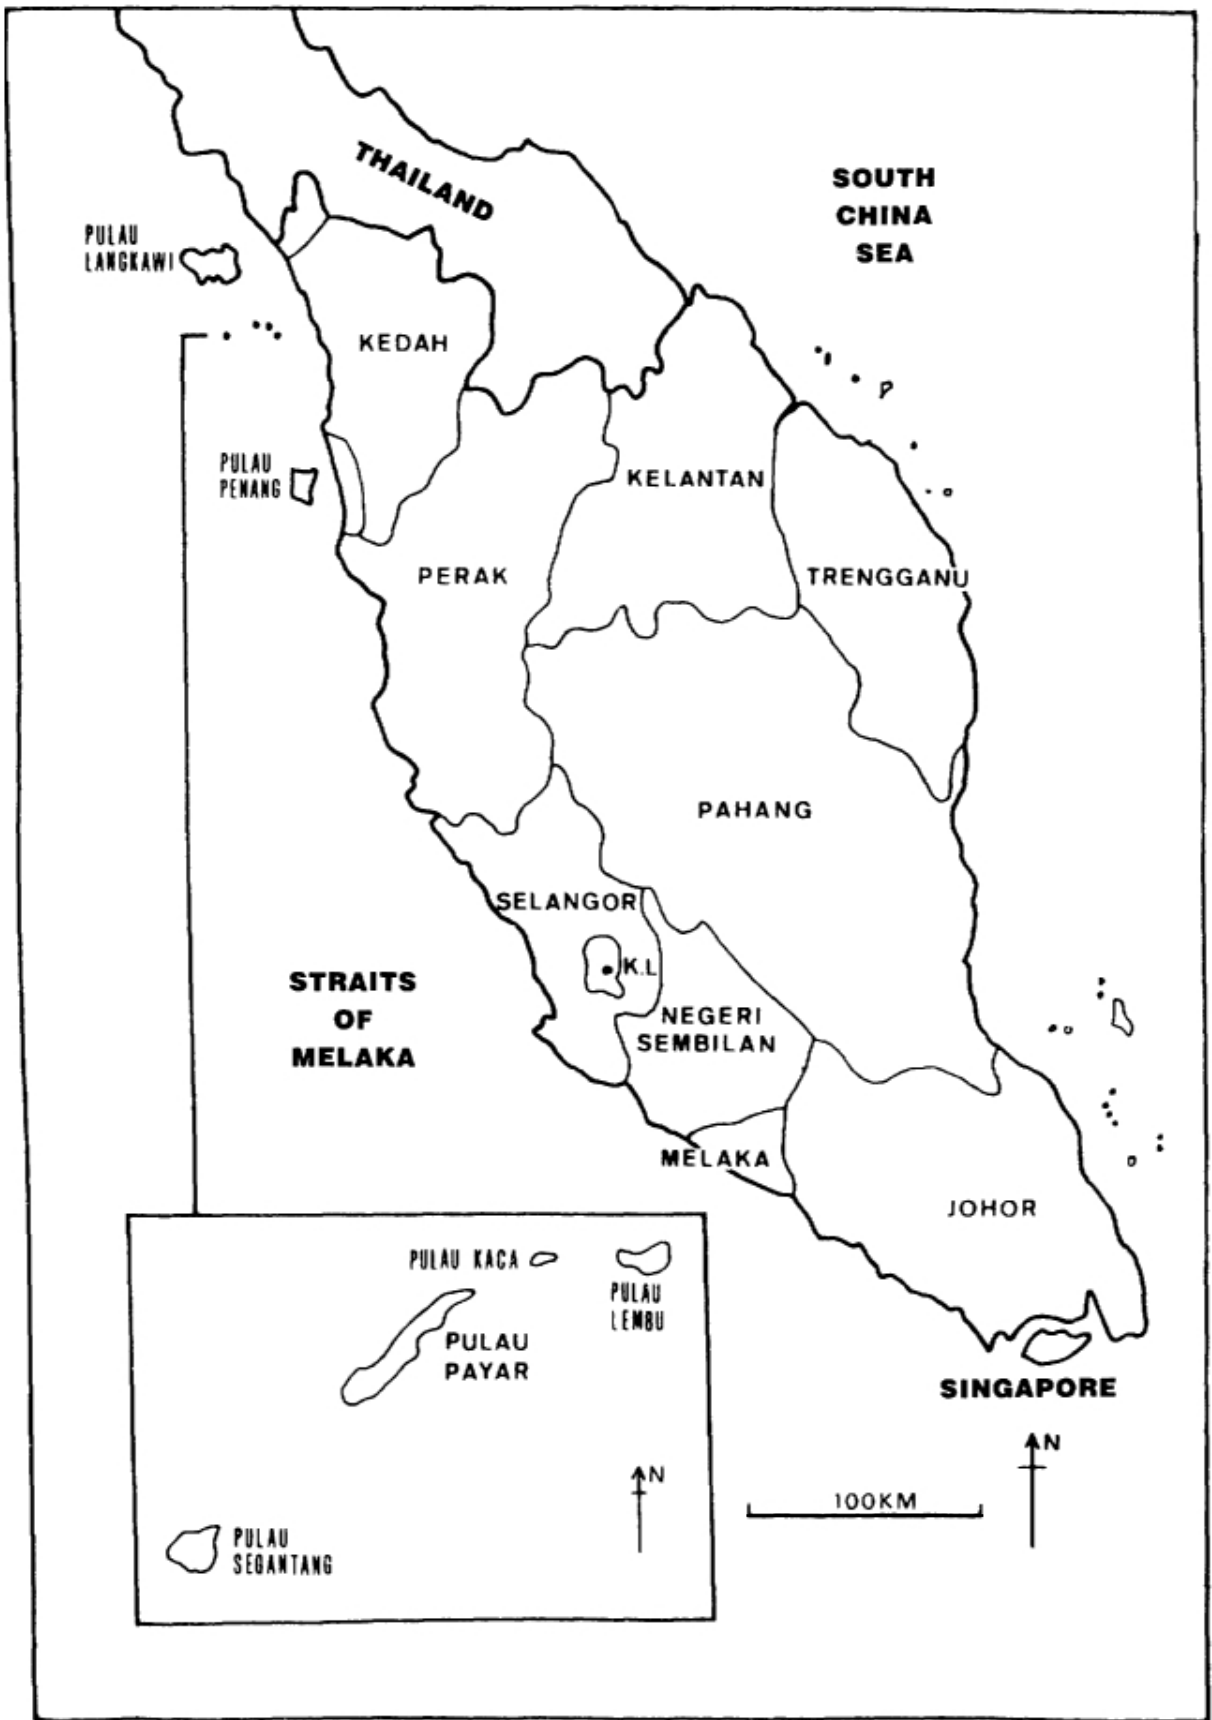 THAILAND
SOUTH
CHINA
SEA
PULAU
LANGKAWI
KEDAH
PULAU
PENANG
KELANTAN
PERAK
TRENGGANU
PAHANG
SELANGOR
K.L
STRAITS
OF
MELAKA
NEGERI
SEMBILAN
MELAKA
JOHOR
PULAU KACA
PULAU
LEMBU
PULAU
PAYAR
SINGAPORE
N
N
100KM
PULAU
SEGANTANG